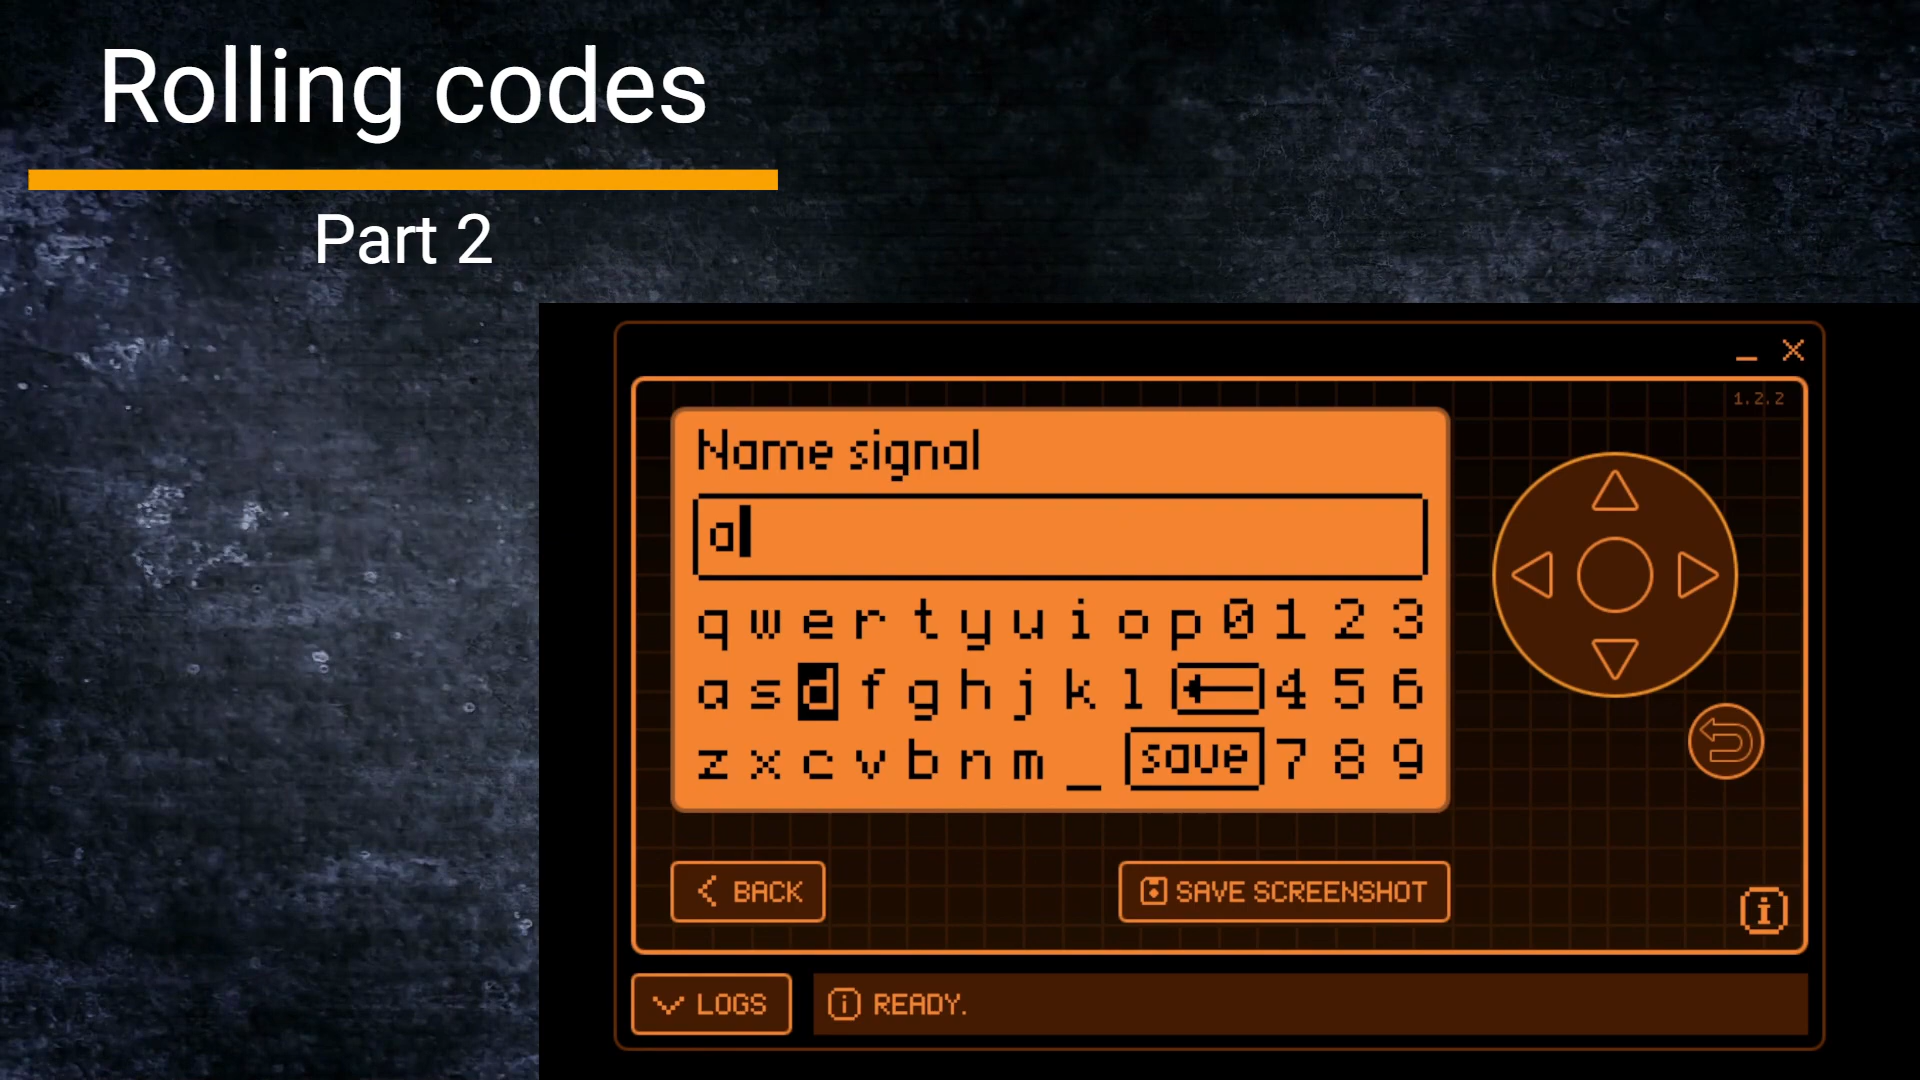 Rolling codes
Part 2
1.2.2
Name signal
a
q w e r t y u i o p 0 1 2 3
a s d f g h j k l 4 5 6
z x c v b n m _ save 7 8 9
BACK
SAVE SCREENSHOT
LOGS
READY.